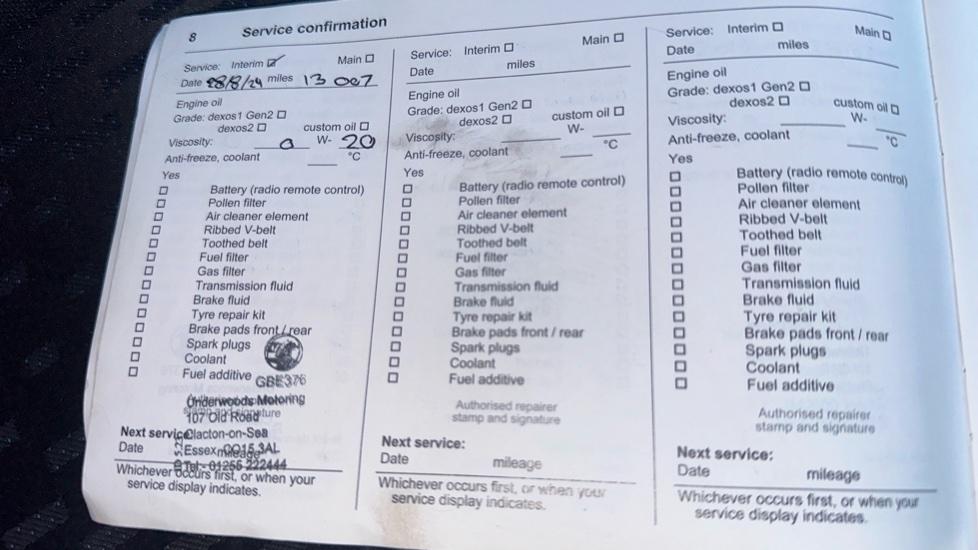 8 Service confirmation
Service: Interim ☑ Main ☐
Date 28/8/24 miles 13 007
Engine oil
Grade: dexos1 Gen2 ☐
dexos2 ☐ custom oil ☐
Viscosity: 0 W- 20
Anti-freeze, coolant °C
Yes
☐ Battery (radio remote control)
☐ Pollen filter
☐ Air cleaner element
☐ Ribbed V-belt
☐ Toothed belt
☐ Fuel filter
☐ Gas filter
☐ Transmission fluid
☐ Brake fluid
☐ Tyre repair kit
☐ Brake pads front / rear
☐ Spark plugs
☐ Coolant
☐ Fuel additive
GBE376
Underwoods Motoring
107 Old Road
stamp and signature
Clacton-on-Sea
Essex CO15 3AL
Tel:- 01255 222444
Next service:
Date mileage
Whichever occurs first, or when your
service display indicates.
Service: Interim ☐ Main ☐
Date miles
Engine oil
Grade: dexos1 Gen2 ☐
dexos2 ☐ custom oil ☐
Viscosity: W-
Anti-freeze, coolant °C
Yes
☐ Battery (radio remote control)
☐ Pollen filter
☐ Air cleaner element
☐ Ribbed V-belt
☐ Toothed belt
☐ Fuel filter
☐ Gas filter
☐ Transmission fluid
☐ Brake fluid
☐ Tyre repair kit
☐ Brake pads front / rear
☐ Spark plugs
☐ Coolant
☐ Fuel additive
Authorised repairer
stamp and signature
Next service:
Date mileage
Whichever occurs first, or when your
service display indicates.
Service: Interim ☐ Main ☐
Date miles
Engine oil
Grade: dexos1 Gen2 ☐
dexos2 ☐ custom oil ☐
Viscosity: W-
Anti-freeze, coolant °C
Yes
☐ Battery (radio remote control)
☐ Pollen filter
☐ Air cleaner element
☐ Ribbed V-belt
☐ Toothed belt
☐ Fuel filter
☐ Gas filter
☐ Transmission fluid
☐ Brake fluid
☐ Tyre repair kit
☐ Brake pads front / rear
☐ Spark plugs
☐ Coolant
☐ Fuel additive
Authorised repairer
stamp and signature
Next service:
Date mileage
Whichever occurs first, or when your
service display indicates.